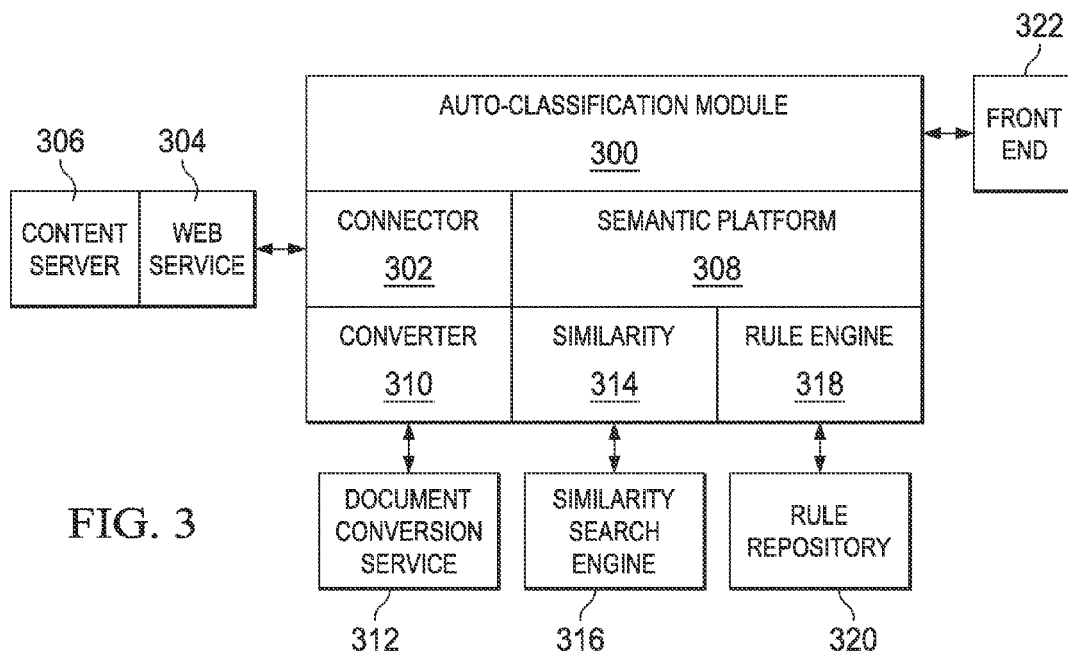 322
AUTO-CLASSIFICATION MODULE
300
FRONT
END
306
304
CONTENT
SERVER
WEB
SERVICE
CONNECTOR
302
SEMANTIC PLATFORM
308
CONVERTER
310
SIMILARITY
314
RULE ENGINE
318
FIG. 3
DOCUMENT
CONVERSION
SERVICE
SIMILARITY
SEARCH
ENGINE
RULE
REPOSITORY
312
316
320